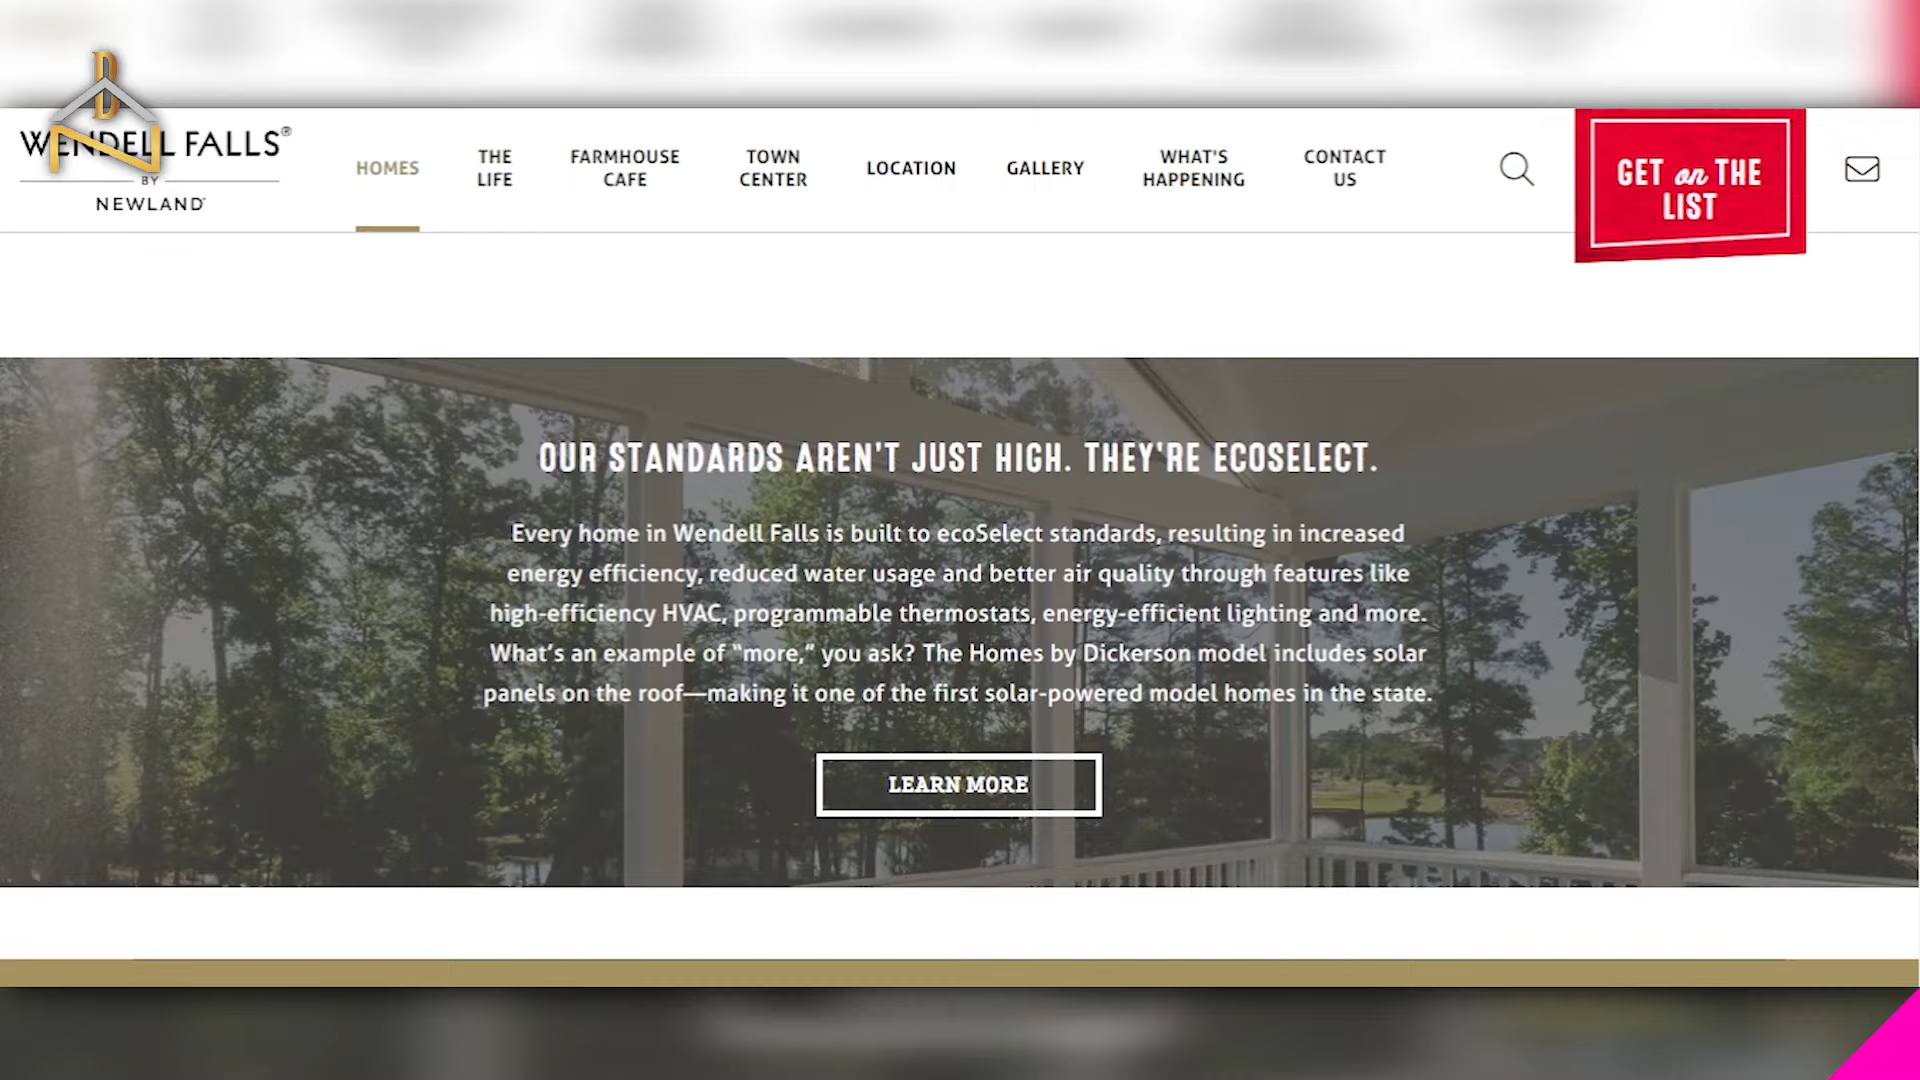 WENDELL FALLS®
BY
NEWLAND
HOMES
THE
LIFE
FARMHOUSE
CAFE
TOWN
CENTER
LOCATION
GALLERY
WHAT'S
HAPPENING
CONTACT
US
GET on THE
LIST
OUR STANDARDS AREN'T JUST HIGH. THEY'RE ECOSELECT.
Every home in Wendell Falls is built to ecoSelect standards, resulting in increased
energy efficiency, reduced water usage and better air quality through features like
high-efficiency HVAC, programmable thermostats, energy-efficient lighting and more.
What's an example of “more,“ you ask? The Homes by Dickerson model includes solar
panels on the roof—making it one of the first solar-powered model homes in the state.
LEARN MORE